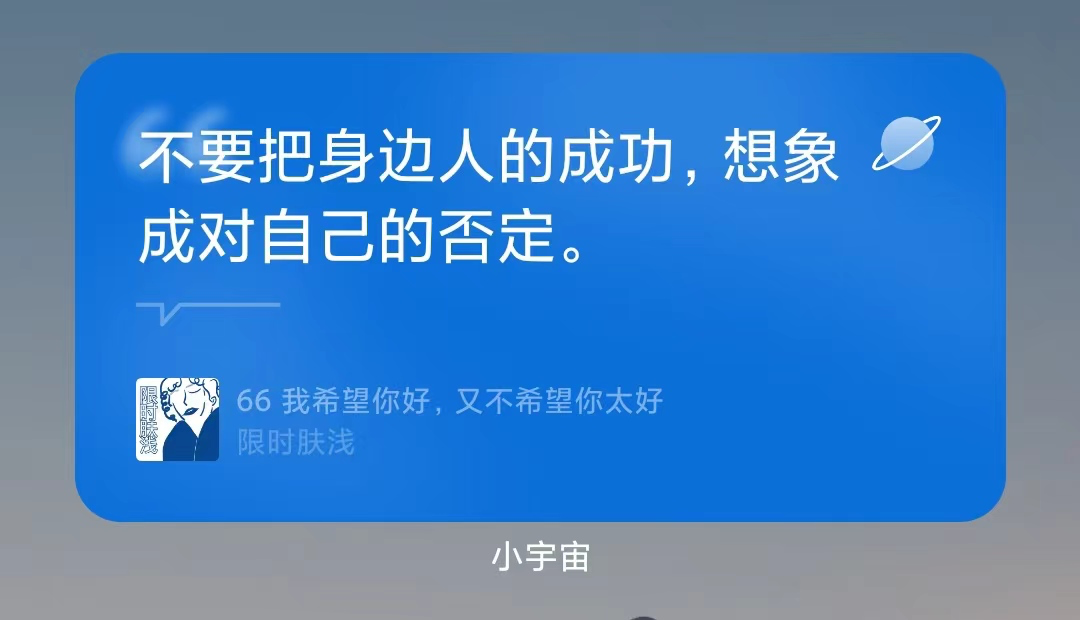 不要把身边人的成功，想象
成对自己的否定。
限时肤浅
66 我希望你好，又不希望你太好
限时肤浅
小宇宙